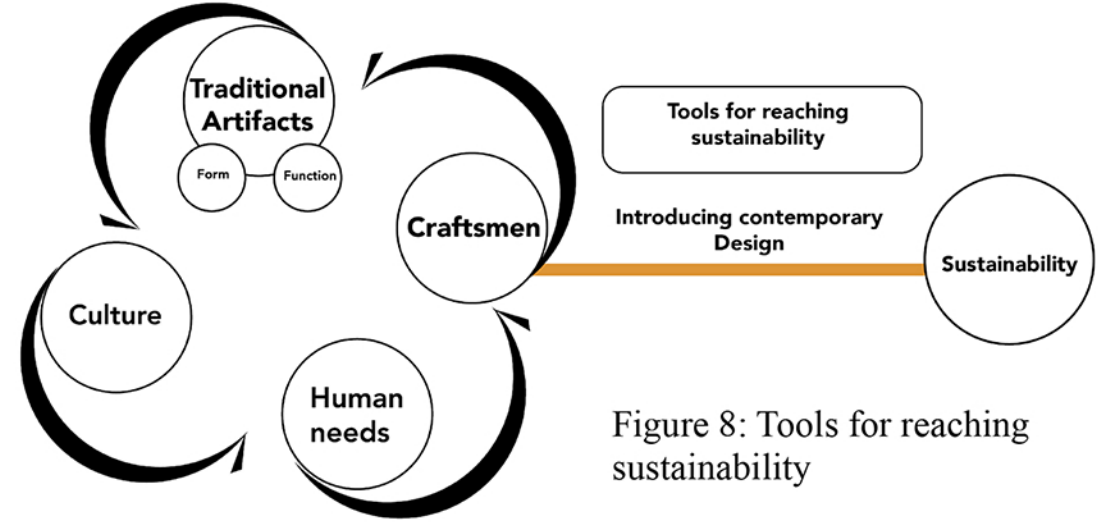 Traditional
Artifacts
Form
Function
Craftsmen
Culture
Human
needs
Tools for reaching
sustainability
Introducing contemporary
Design
Sustainability
Figure 8: Tools for reaching
sustainability